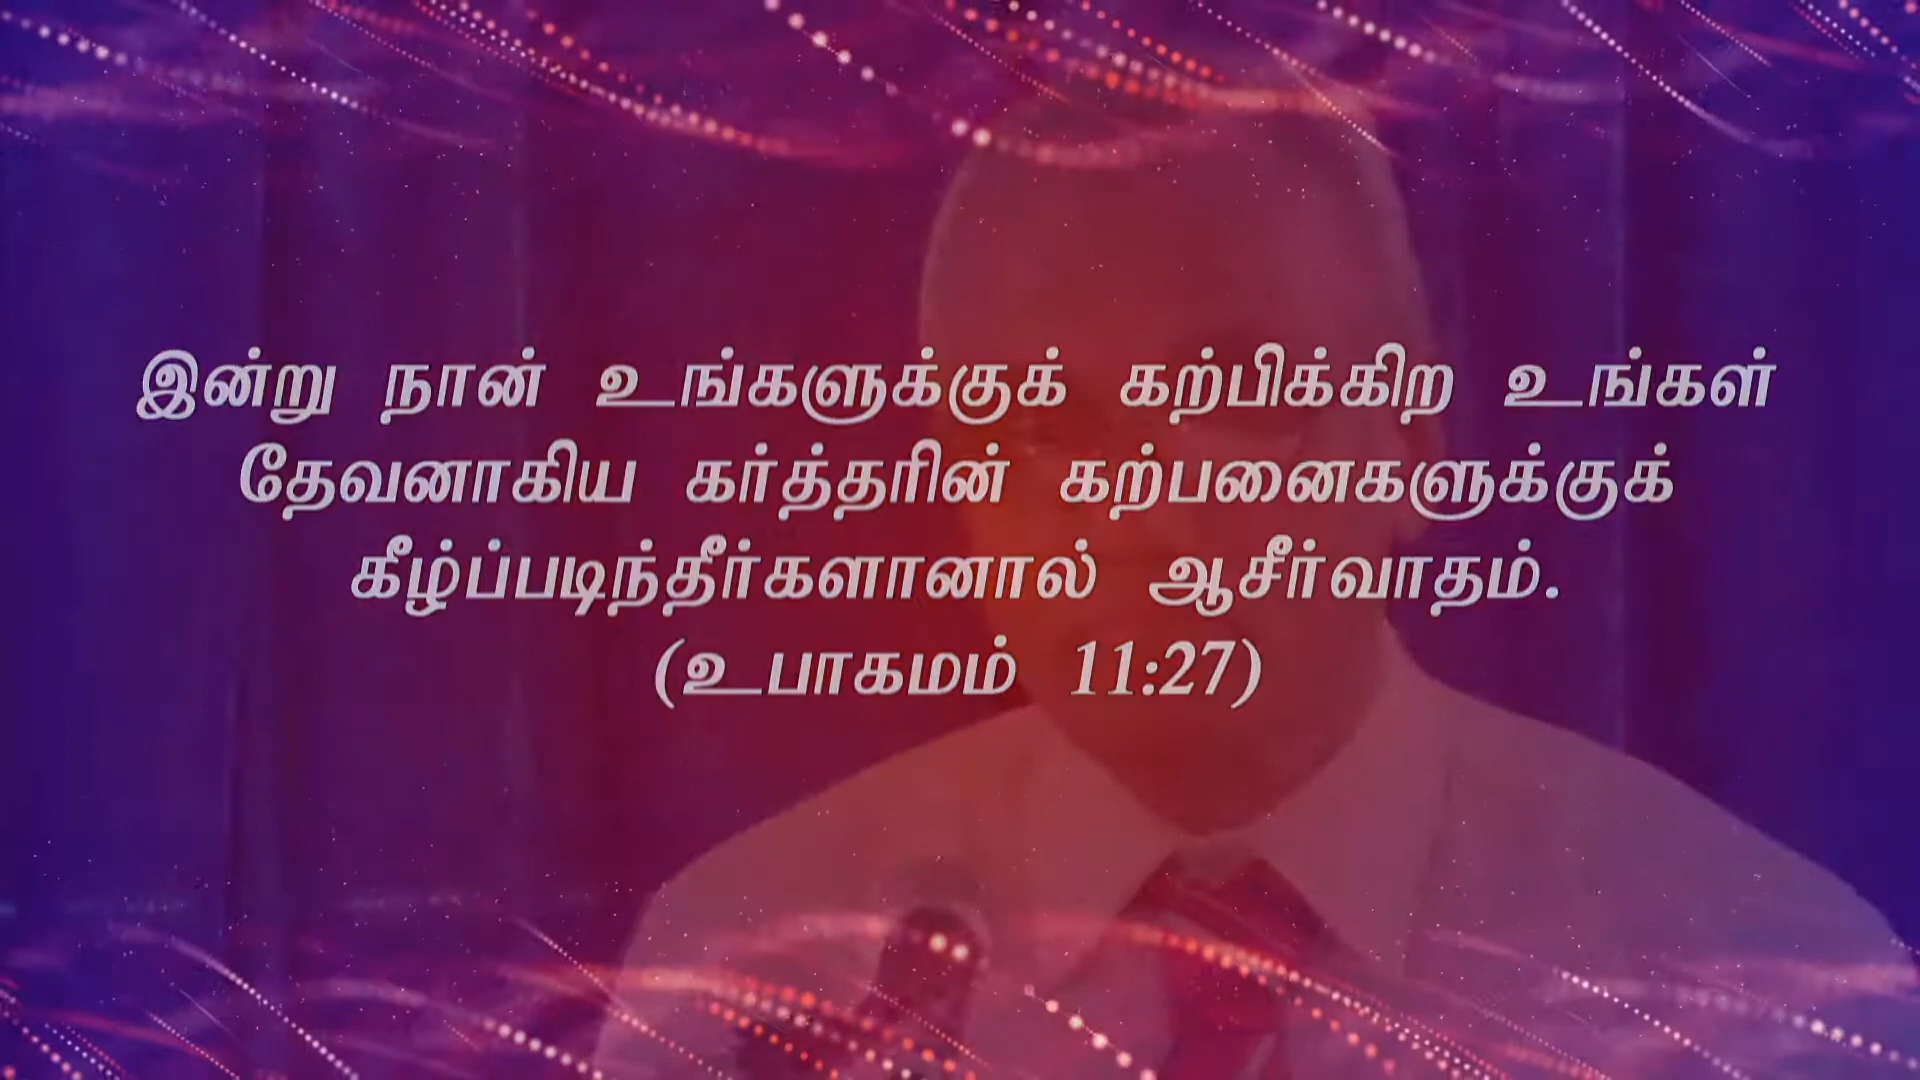 இன்று நான் உங்களுக்குக் கற்பிக்கிற உங்கள்
தேவனாகிய கர்த்தரின் கற்பனைகளுக்குக்
கீழ்ப்படிந்தீர்களானால் ஆசீர்வாதம்.
(உபாகமம் 11:27)